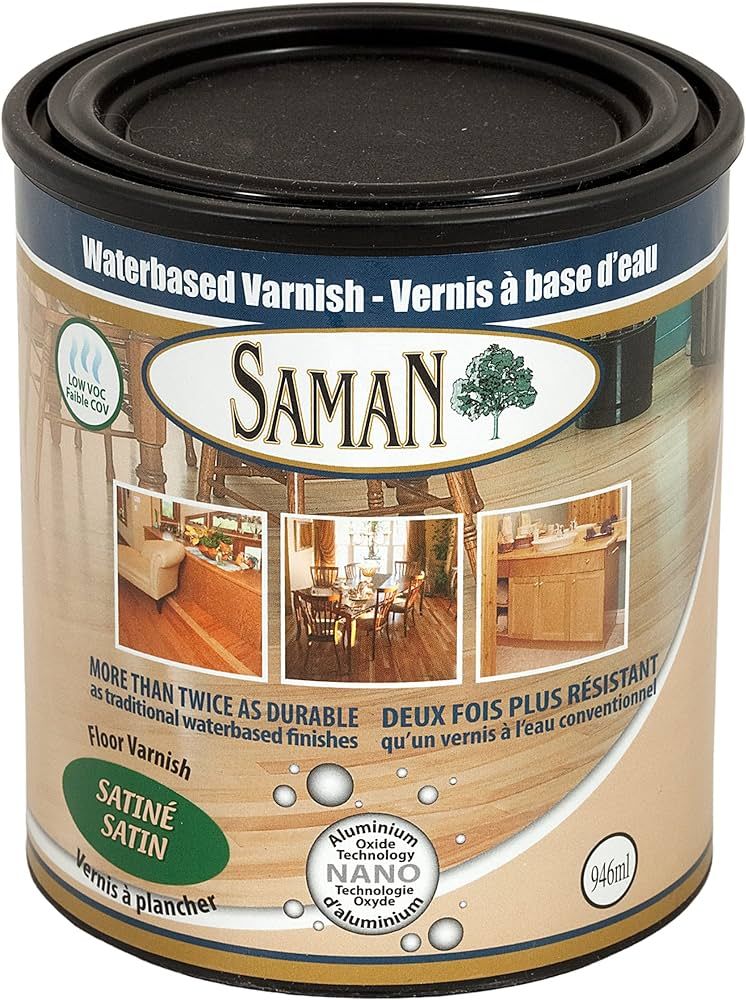 Waterbased Varnish - Vernis à base d'eau
LOW VOC
Faible COV
SAMAN
MORE THAN TWICE AS DURABLE
as traditional waterbased finishes
DEUX FOIS PLUS RÉSISTANT
qu'un vernis à l'eau conventionnel
Floor Varnish
SATINÉ
SATIN
Vernis à plancher
Aluminium
Oxide
Technology
NANO
Technologie
Oxyde
d'aluminium
946ml